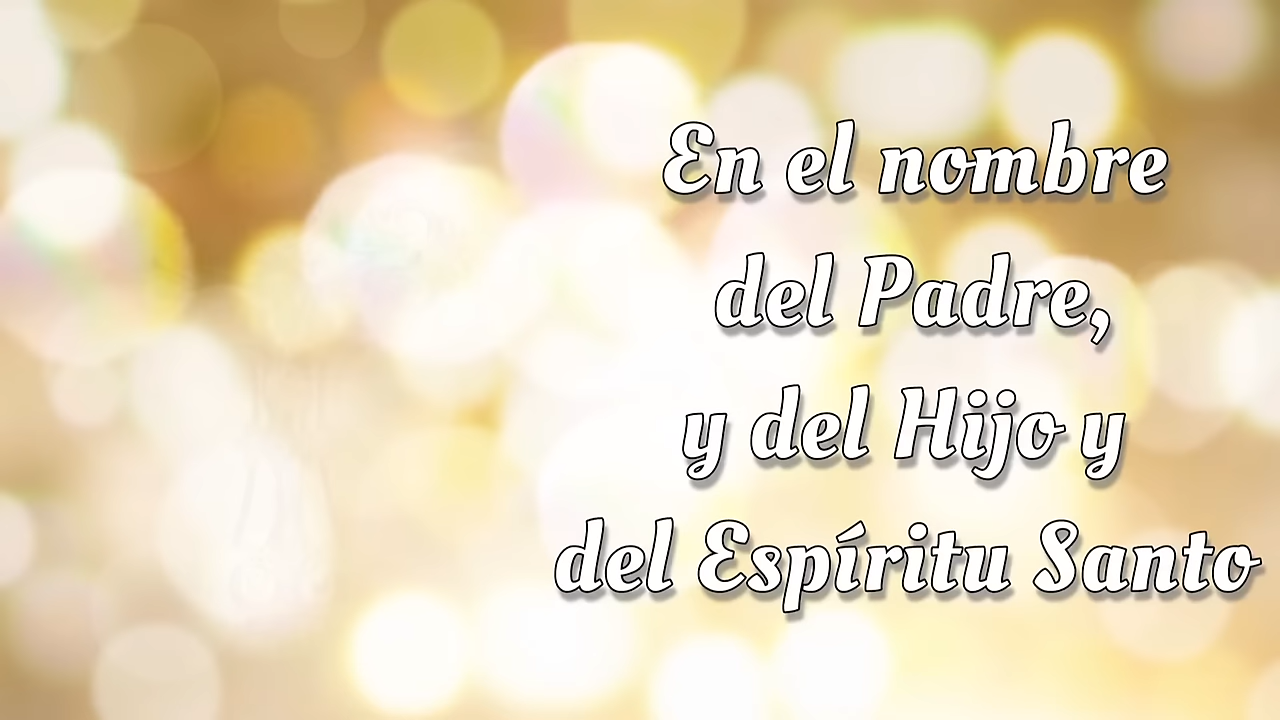 En el nombre
del Padre,
y del Hijo y
del Espíritu Santo